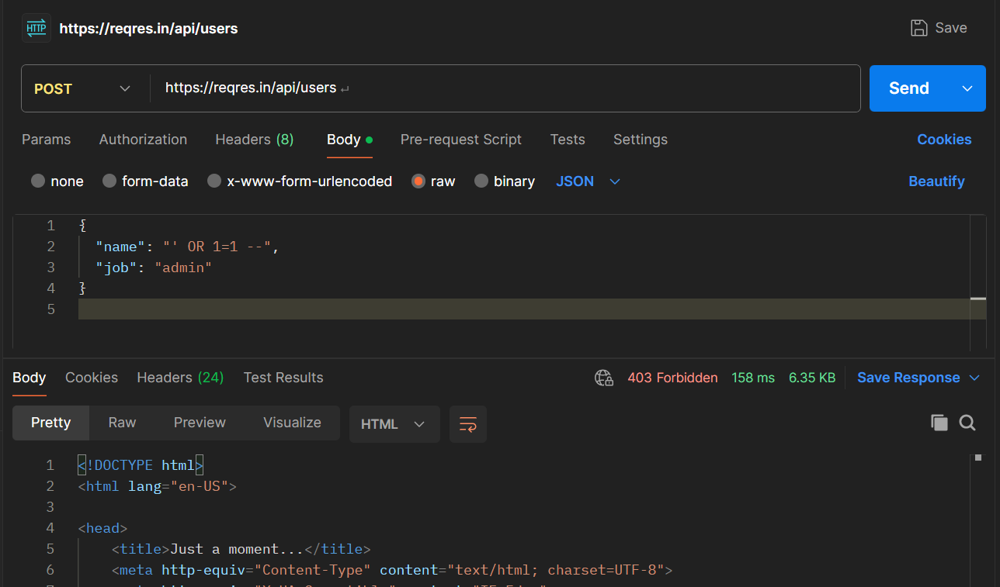 HTTP https://reqres.in/api/users Save
POST https://reqres.in/api/users Send
Params Authorization Headers (8) Body Pre-request Script Tests Settings Cookies
none form-data x-www-form-urlencoded raw binary JSON Beautify
1 {
2 "name": "' OR 1=1 --",
3 "job": "admin"
4 }
5
Body Cookies Headers (24) Test Results 403 Forbidden 158 ms 6.35 KB Save Response
Pretty Raw Preview Visualize HTML
1 <!DOCTYPE html>
2 <html lang="en-US">
3
4 <head>
5 <title>Just a moment...</title>
6 <meta http-equiv="Content-Type" content="text/html; charset=UTF-8">